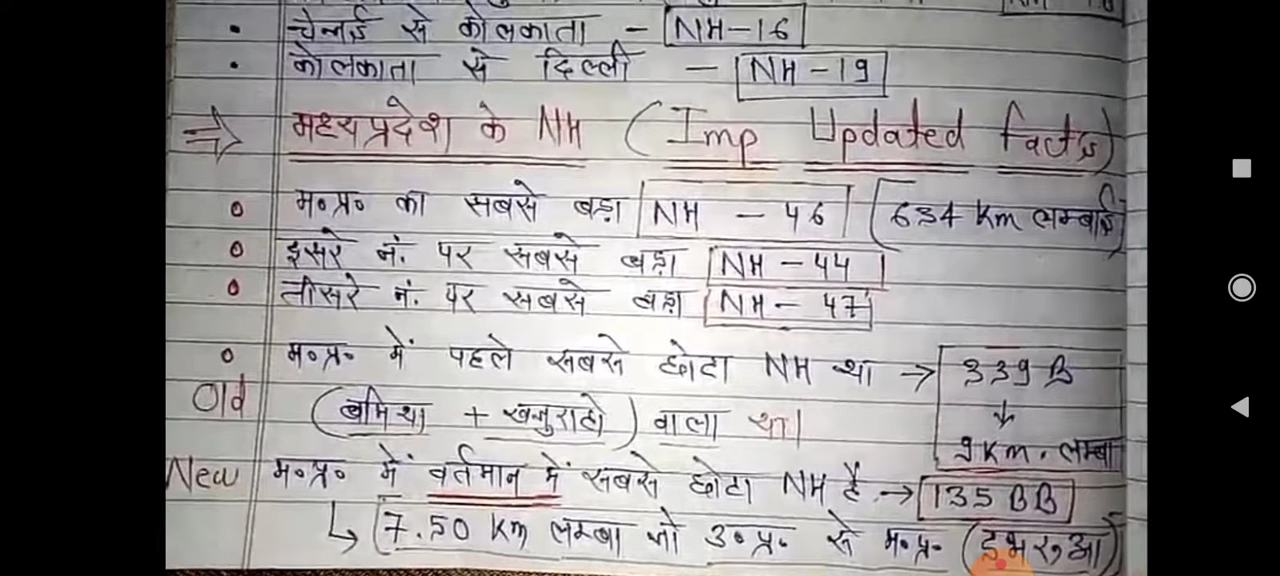 • चेन्नई से कोलकाता - NH-16
• कोलकाता से दिल्ली - NH-19
⇒ मध्यप्रदेश के NH (Imp Updated facts)
० म०प्र० का सबसे बड़ा NH - 46 (634 Km लम्बाई)
० दूसरे नं. पर सबसे बड़ा NH - 44
० तीसरे नं. पर सबसे बड़ा NH - 47
० म०प्र० में पहले सबसे छोटा NH था → 339 B
Old (बमिथा + खजुराहो) वाला था। ↓
9 Km. लम्बा
New म०प्र० में वर्तमान में सबसे छोटा NH है → 135 BB
↳ (7.50 Km लम्बा जो उ०प्र० से म०प्र०